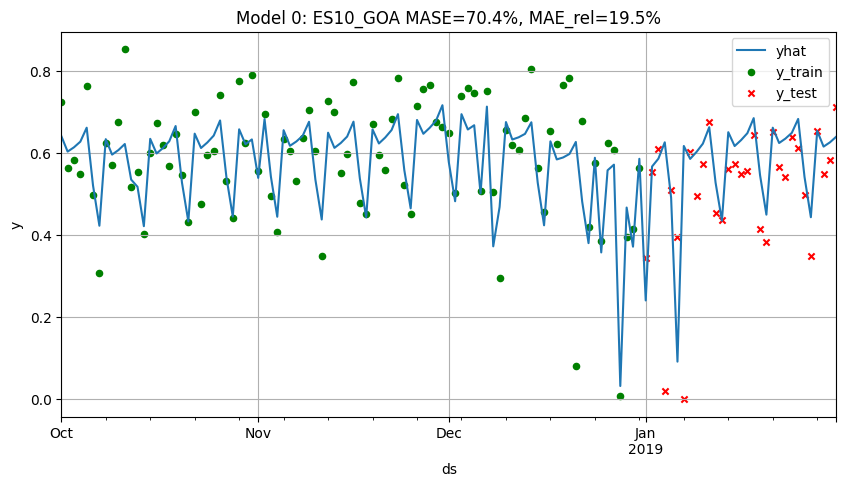 Model 0: ES10_GOA MASE=70.4%, MAE_rel=19.5%
yhat
y_train
y_test
0.8
0.6
0.4
0.2
0.0
y
Oct
Nov
Dec
Jan
2019
ds